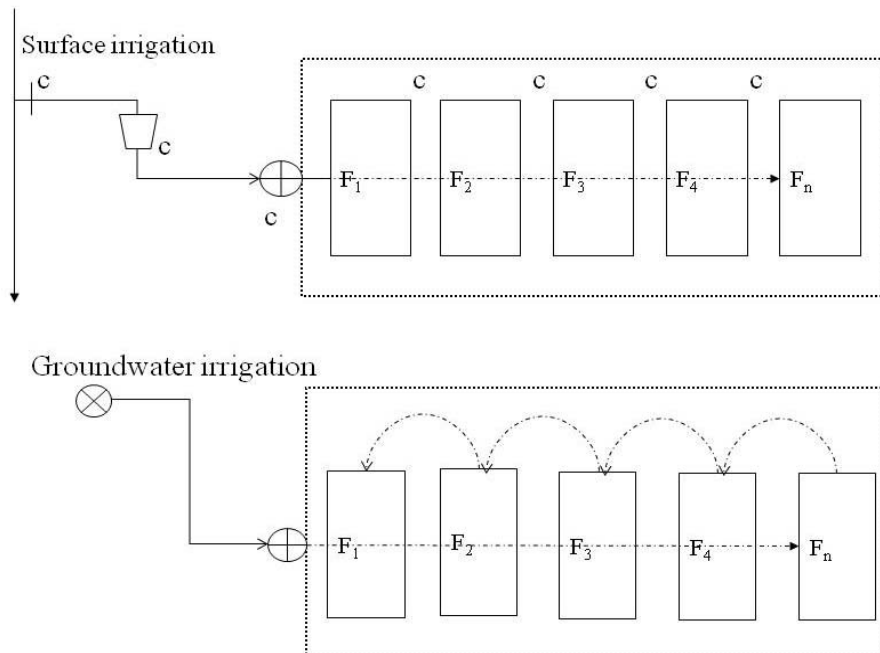 Surface irrigation
c
c
c
c c c c
F₁ F₂ F₃ F₄ Fₙ
Groundwater irrigation
F₁ F₂ F₃ F₄ Fₙ